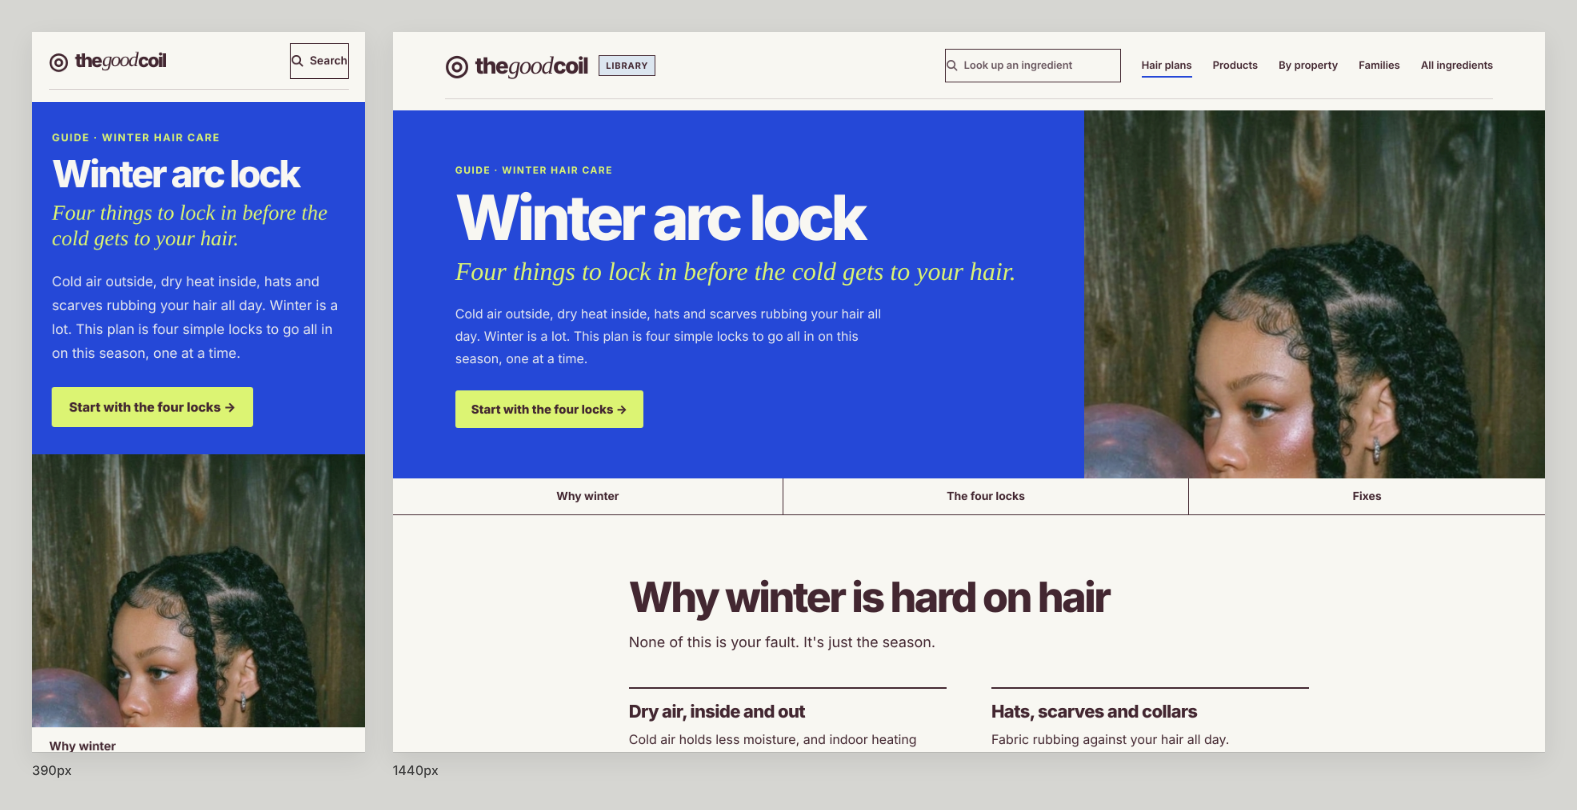 thegoodcoil
Search
GUIDE · WINTER HAIR CARE
Winter arc lock
Four things to lock in before the
cold gets to your hair.
Cold air outside, dry heat inside, hats and
scarves rubbing your hair all day. Winter is a
lot. This plan is four simple locks to go all in
on this season, one at a time.
Start with the four locks →
Why winter
390px
thegoodcoil LIBRARY
Look up an ingredient
Hair plans Products By property Families All ingredients
GUIDE · WINTER HAIR CARE
Winter arc lock
Four things to lock in before the cold gets to your hair.
Cold air outside, dry heat inside, hats and scarves rubbing your hair all
day. Winter is a lot. This plan is four simple locks to go all in on this
season, one at a time.
Start with the four locks →
Why winter The four locks Fixes
Why winter is hard on hair
None of this is your fault. It's just the season.
Dry air, inside and out
Cold air holds less moisture, and indoor heating
Hats, scarves and collars
Fabric rubbing against your hair all day.
1440px